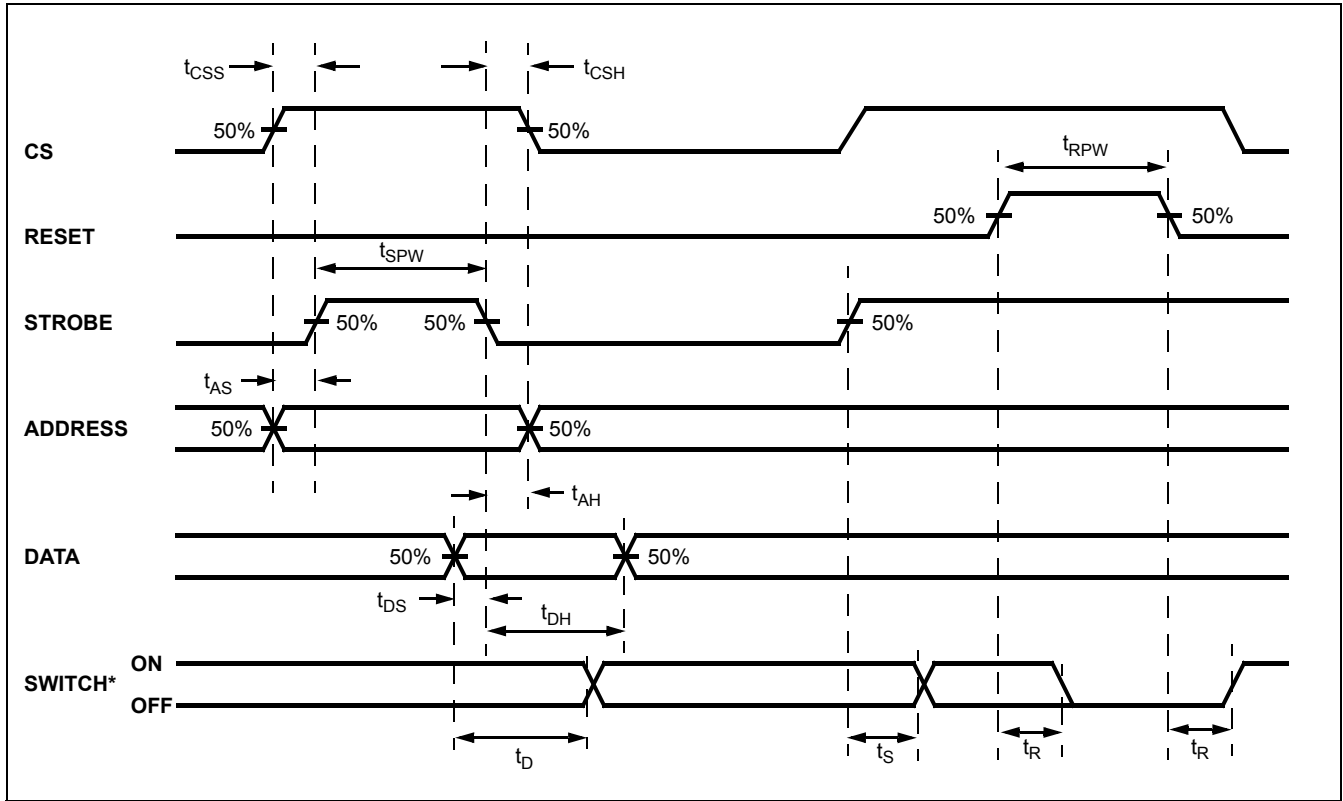 tCSS tCSH
50% 50%
CS
tRPW
50% 50%
RESET
tSPW
STROBE 50% 50% 50%
tAS
ADDRESS 50% 50%
tAH
DATA 50% 50%
tDS tDH
ON
SWITCH*
OFF
tD tS tR tR